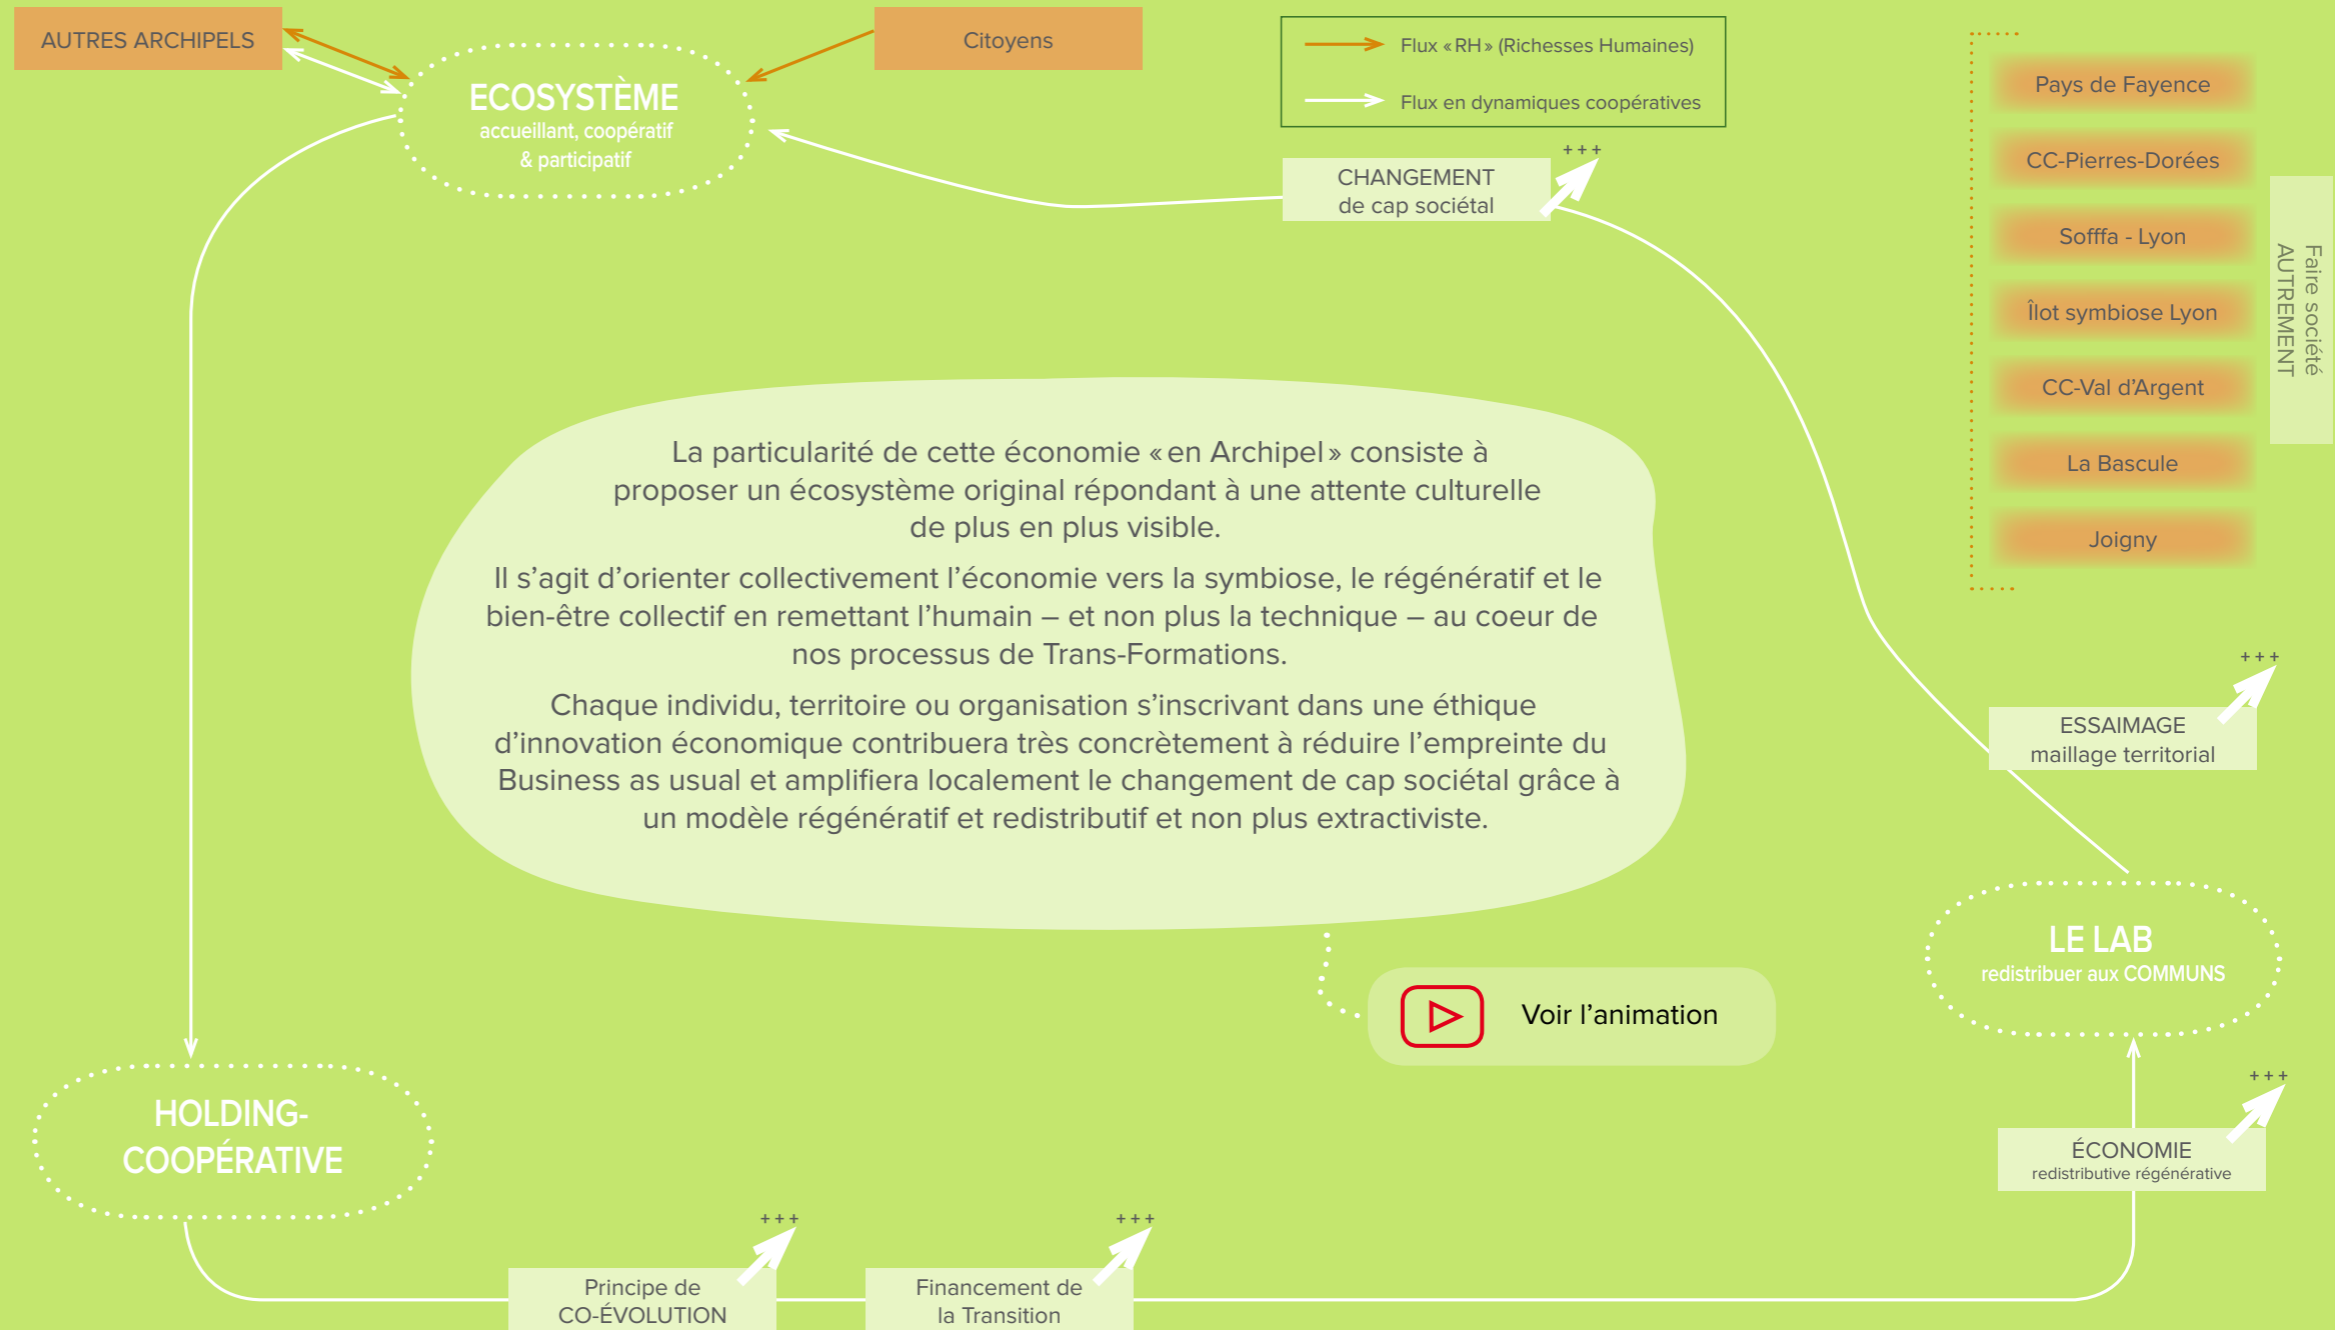 AUTRES ARCHIPELS
Citoyens
ECOSYSTÈME
accueillant, coopératif
& participatif
Flux « RH » (Richesses Humaines)
Flux en dynamiques coopératives
+ + +
CHANGEMENT
de cap sociétal
Pays de Fayence
CC-Pierres-Dorées
Sofffa - Lyon
Îlot symbiose Lyon
CC-Val d’Argent
La Bascule
Joigny
Faire société
AUTREMENT
La particularité de cette économie « en Archipel » consiste à
proposer un écosystème original répondant à une attente culturelle
de plus en plus visible.
Il s’agit d’orienter collectivement l’économie vers la symbiose, le régénératif et le
bien-être collectif en remettant l’humain – et non plus la technique – au coeur de
nos processus de Trans-Formations.
Chaque individu, territoire ou organisation s’inscrivant dans une éthique
d’innovation économique contribuera très concrètement à réduire l’empreinte du
Business as usual et amplifiera localement le changement de cap sociétal grâce à
un modèle régénératif et redistributif et non plus extractiviste.
+ + +
ESSAIMAGE
maillage territorial
LE LAB
redistribuer aux COMMUNS
Voir l’animation
HOLDING-
COOPÉRATIVE
+ + +
ÉCONOMIE
redistributive régénérative
+ + +
Principe de
CO-ÉVOLUTION
+ + +
Financement de
la Transition